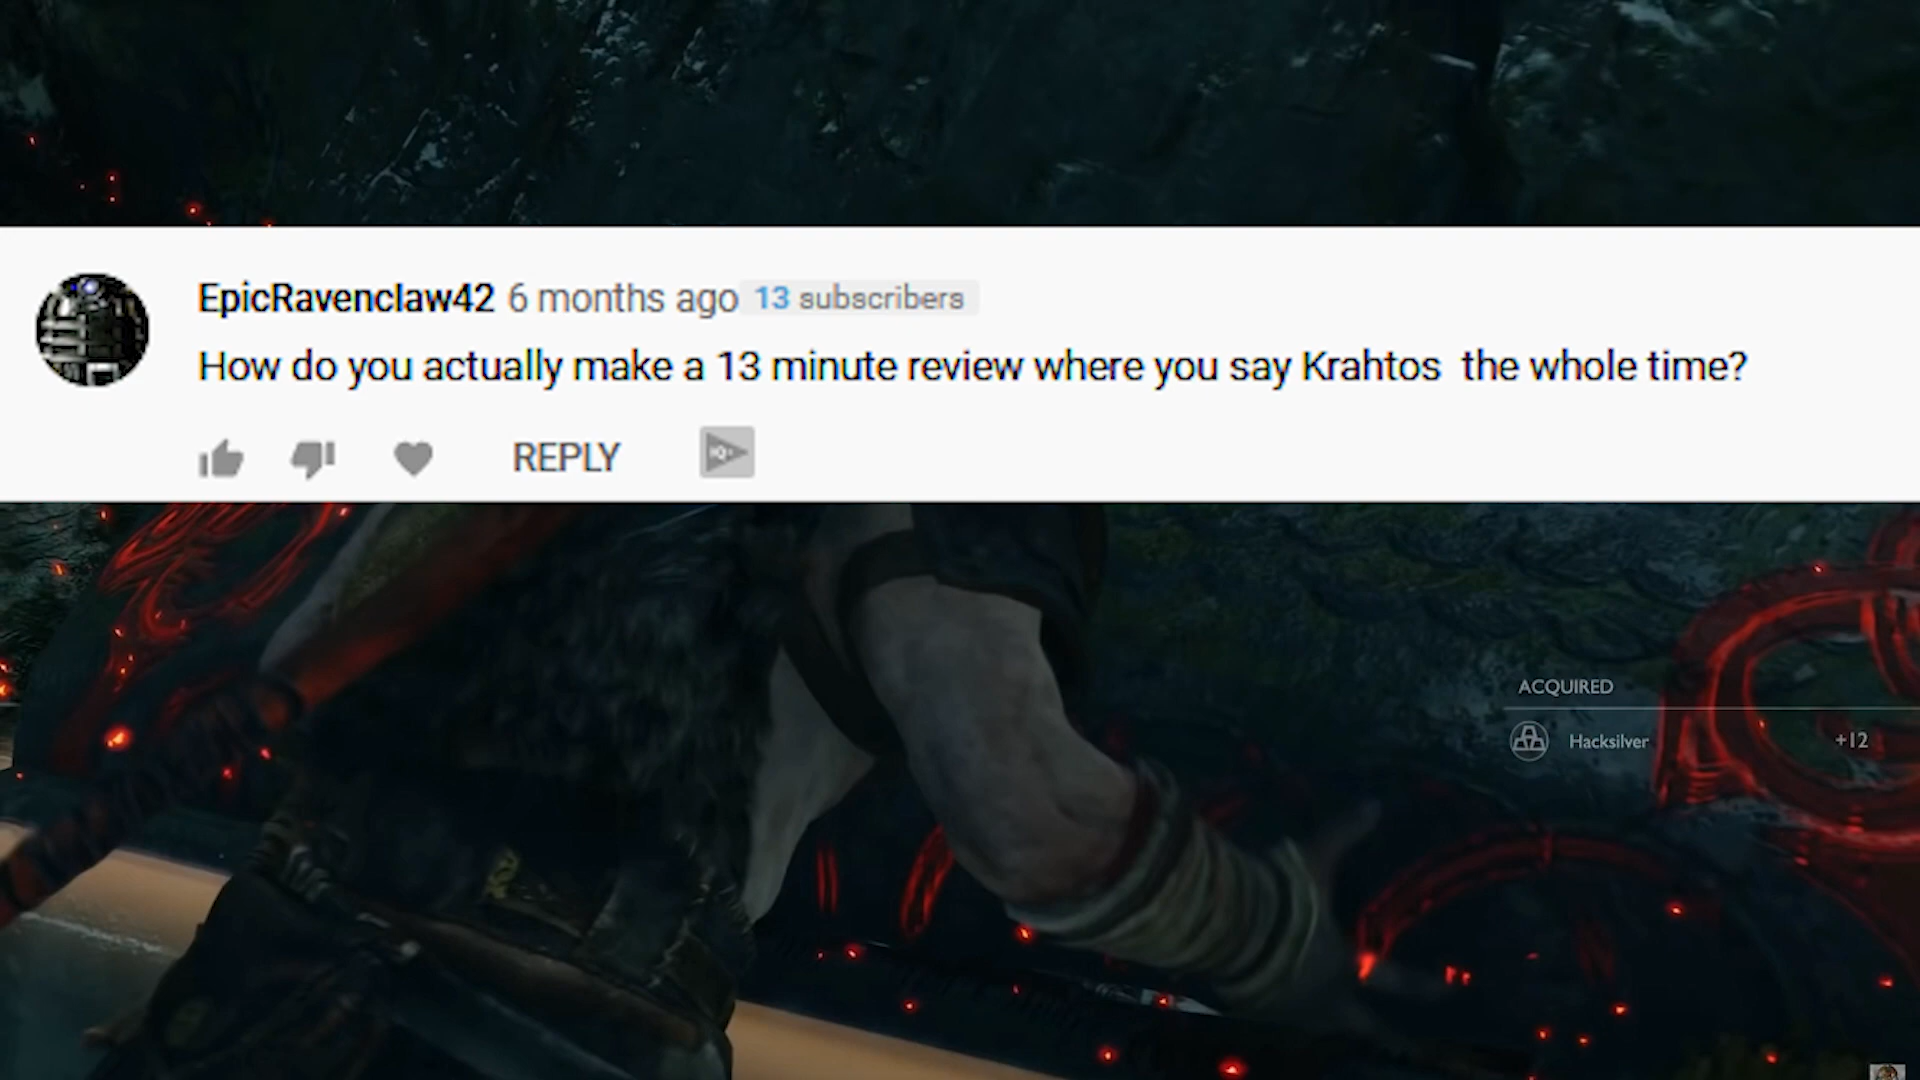 EpicRavenclaw42 6 months ago 13 subscribers
How do you actually make a 13 minute review where you say Krahtos the whole time?
REPLY
IQ+
ACQUIRED
Hacksilver +12